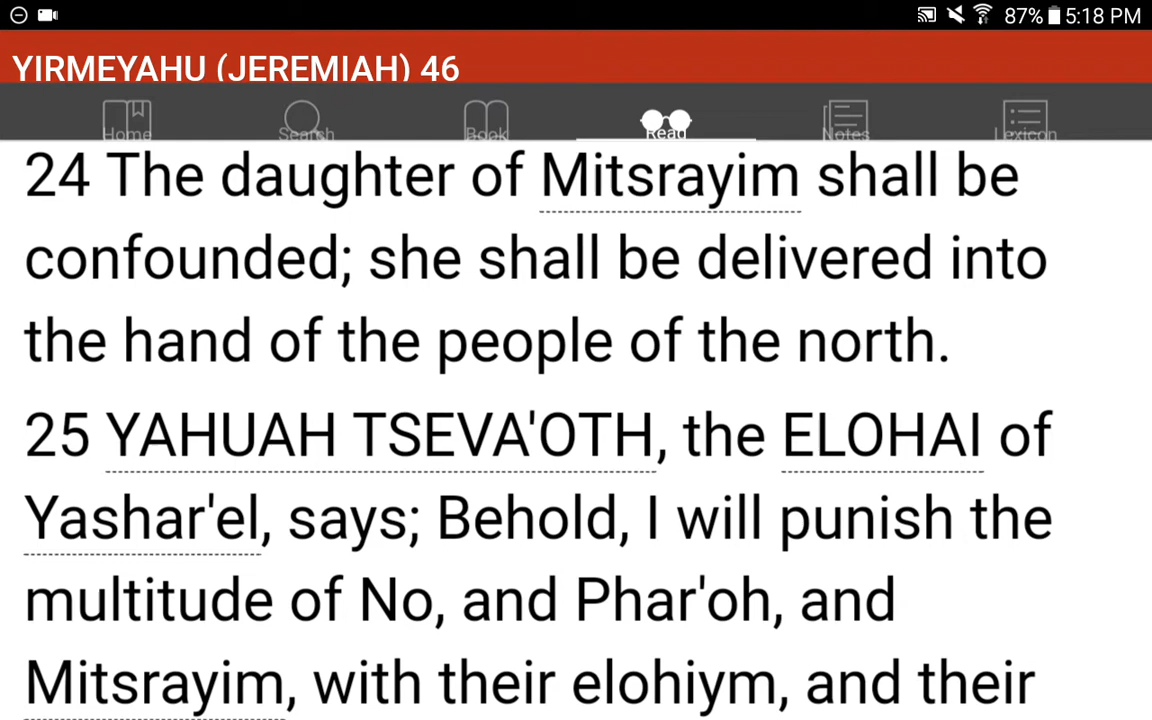 87% 5:18 PM
YIRMEYAHU (JEREMIAH) 46
Home Search Book Read Notes Lexicon
24 The daughter of Mitsrayim shall be
confounded; she shall be delivered into
the hand of the people of the north.
25 YAHUAH TSEVA'OTH, the ELOHAI of
Yashar'el, says; Behold, I will punish the
multitude of No, and Phar'oh, and
Mitsrayim, with their elohiym, and their